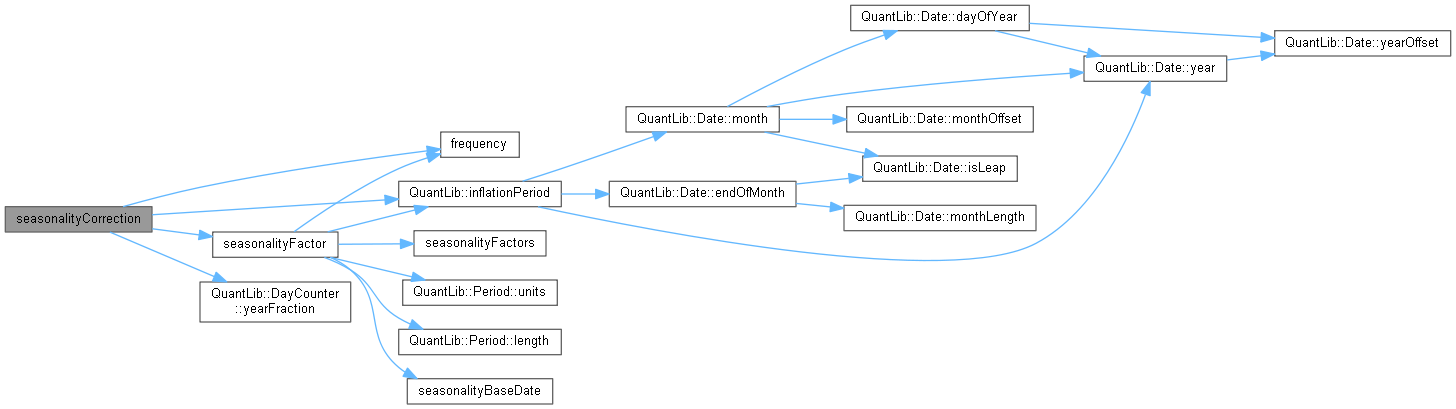 QuantLib::Date::dayOfYear
QuantLib::Date::yearOffset
QuantLib::Date::year
QuantLib::Date::month
QuantLib::Date::monthOffset
frequency
QuantLib::Date::isLeap
QuantLib::inflationPeriod
QuantLib::Date::endOfMonth
seasonalityCorrection
QuantLib::Date::monthLength
seasonalityFactor
seasonalityFactors
QuantLib::DayCounter
::yearFraction
QuantLib::Period::units
QuantLib::Period::length
seasonalityBaseDate